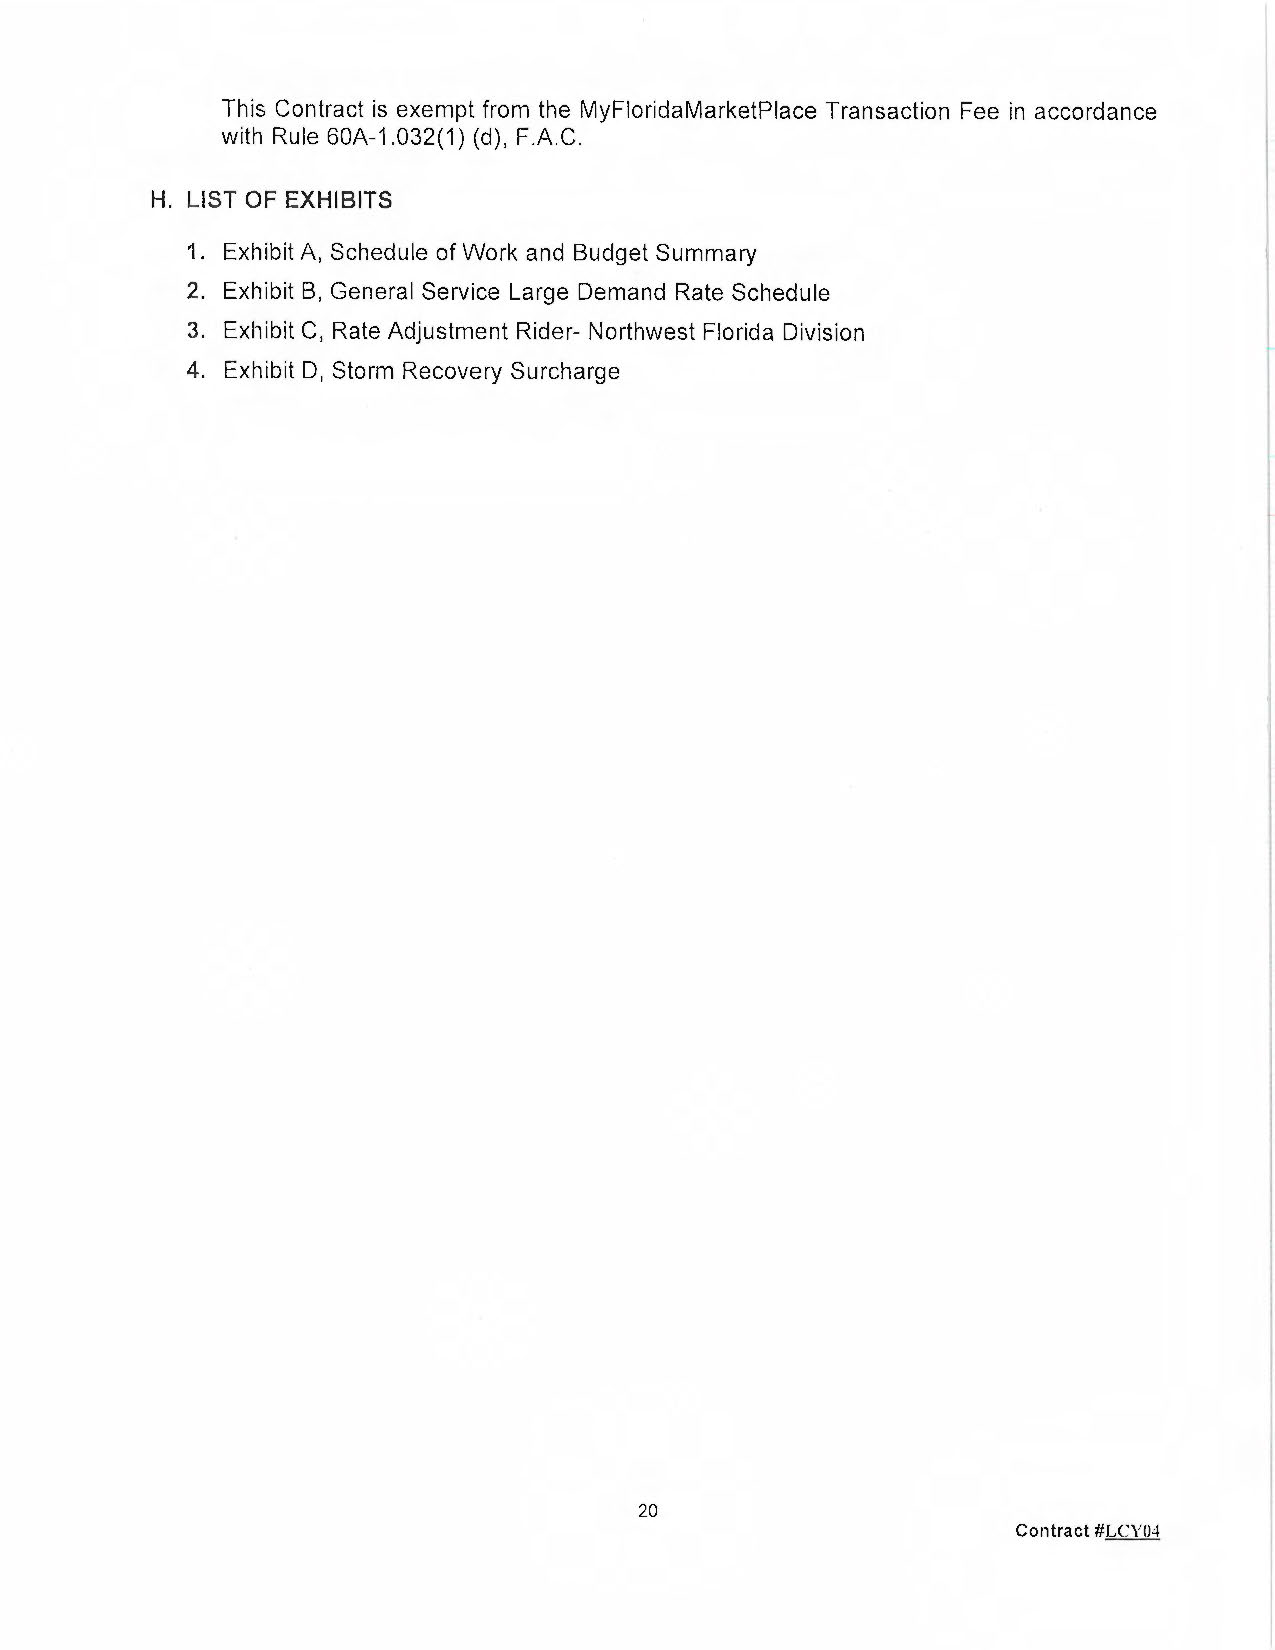 This Contract is exempt from the MyFloridaMarketPlace Transaction Fee in accordance
with Rule 60A-1.032(1) (d), F.A.C.
H. LIST OF EXHIBITS
1. Exhibit A, Schedule of Work and Budget Summary
2. Exhibit B, General Service Large Demand Rate Schedule
3. Exhibit C, Rate Adjustment Rider- Northwest Florida Division
4. Exhibit D, Storm Recovery Surcharge
20
Contract #LCY04